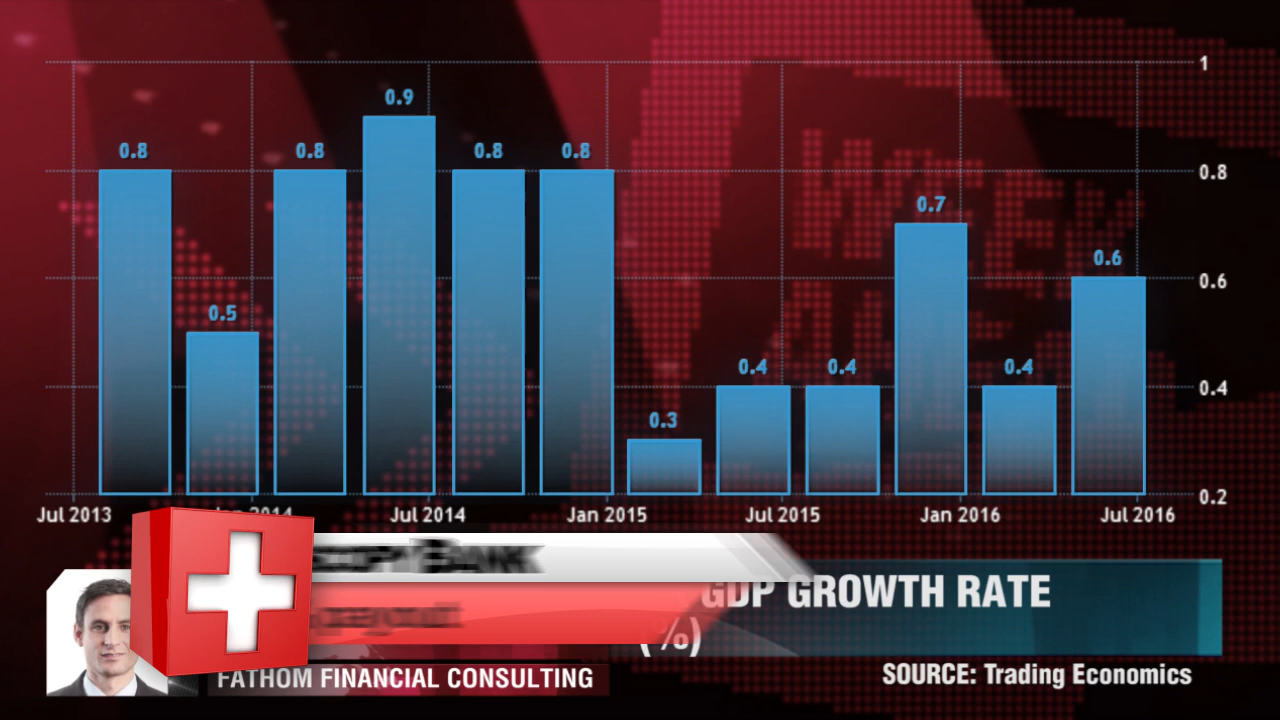 1
0.9
0.8 0.8 0.8 0.8 0.8
0.7
0.6 0.6
0.5
0.4 0.4 0.4 0.4
0.3
0.2
Jul 2013 2014 Jul 2014 Jan 2015 Jul 2015 Jan 2016 Jul 2016
BANK
GDP GROWTH RATE
(%)
FATHOM FINANCIAL CONSULTING
SOURCE: Trading Economics